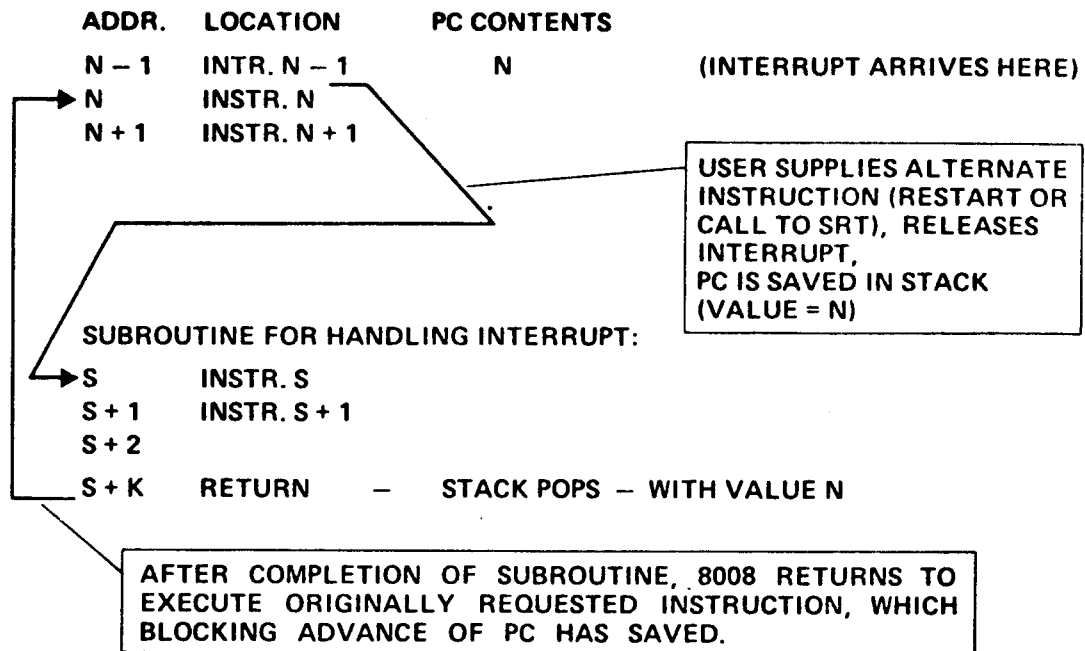 ADDR. LOCATION PC CONTENTS
N – 1 INTR. N – 1 N (INTERRUPT ARRIVES HERE)
N INSTR. N
N + 1 INSTR. N + 1
USER SUPPLIES ALTERNATE
INSTRUCTION (RESTART OR
CALL TO SRT), RELEASES
INTERRUPT,
PC IS SAVED IN STACK
(VALUE = N)
SUBROUTINE FOR HANDLING INTERRUPT:
S INSTR. S
S + 1 INSTR. S + 1
S + 2
S + K RETURN – STACK POPS – WITH VALUE N
AFTER COMPLETION OF SUBROUTINE, 8008 RETURNS TO
EXECUTE ORIGINALLY REQUESTED INSTRUCTION, WHICH
BLOCKING ADVANCE OF PC HAS SAVED.